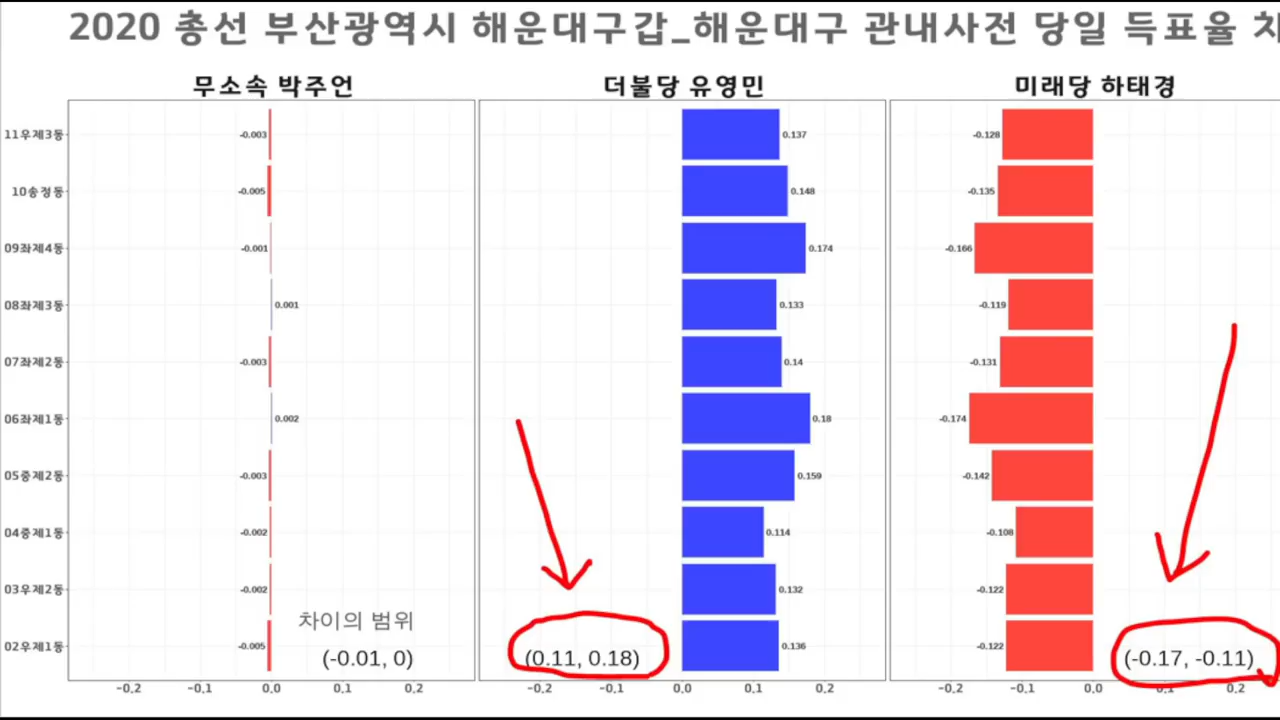 2020 총선 부산광역시 해운대구갑_해운대구 관내사전 당일 득표율 차
무소속 박주언
더불당 유영민
미래당 하태경
11우제3동 -0.003 0.137 -0.128
10송정동 -0.005 0.148 -0.135
09좌제4동 -0.001 0.174 -0.166
08좌제3동 0.001 0.133 -0.119
07좌제2동 -0.003 0.14 -0.131
06좌제1동 0.002 0.18 -0.174
05중제2동 -0.003 0.159 -0.142
04중제1동 -0.002 0.114 -0.108
03우제2동 -0.002 0.132 -0.122
차이의 범위
02우제1동 -0.005 0.136 -0.122
(-0.01, 0) (0.11, 0.18) (-0.17, -0.11)
-0.2 -0.1 0.0 0.1 0.2 -0.2 -0.1 0.0 0.1 0.2 -0.2 -0.1 0.0 0.1 0.2